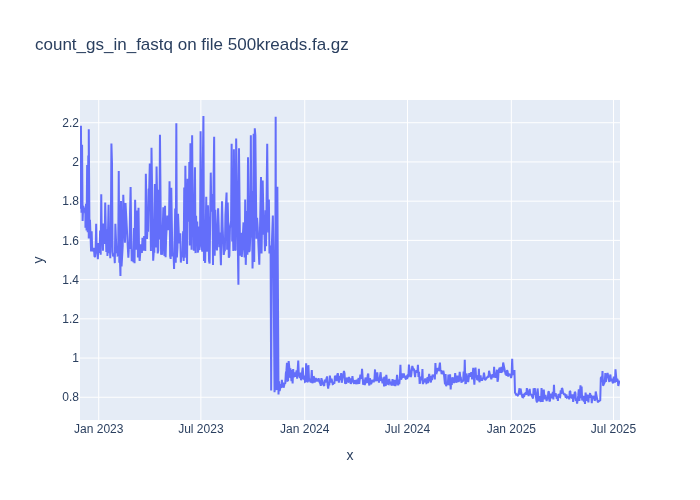 count_gs_in_fastq on file 500kreads.fa.gz
2.2
2
1.8
1.6
1.4
1.2
1
0.8
y
Jan 2023
Jul 2023
Jan 2024
Jul 2024
Jan 2025
Jul 2025
x